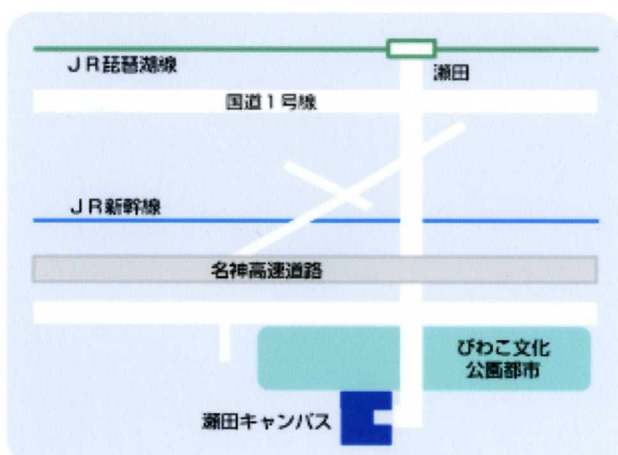 JR琵琶湖線
瀬田
国道1号線
JR新幹線
名神高速道路
びわこ文化
公園都市
瀬田キャンパス